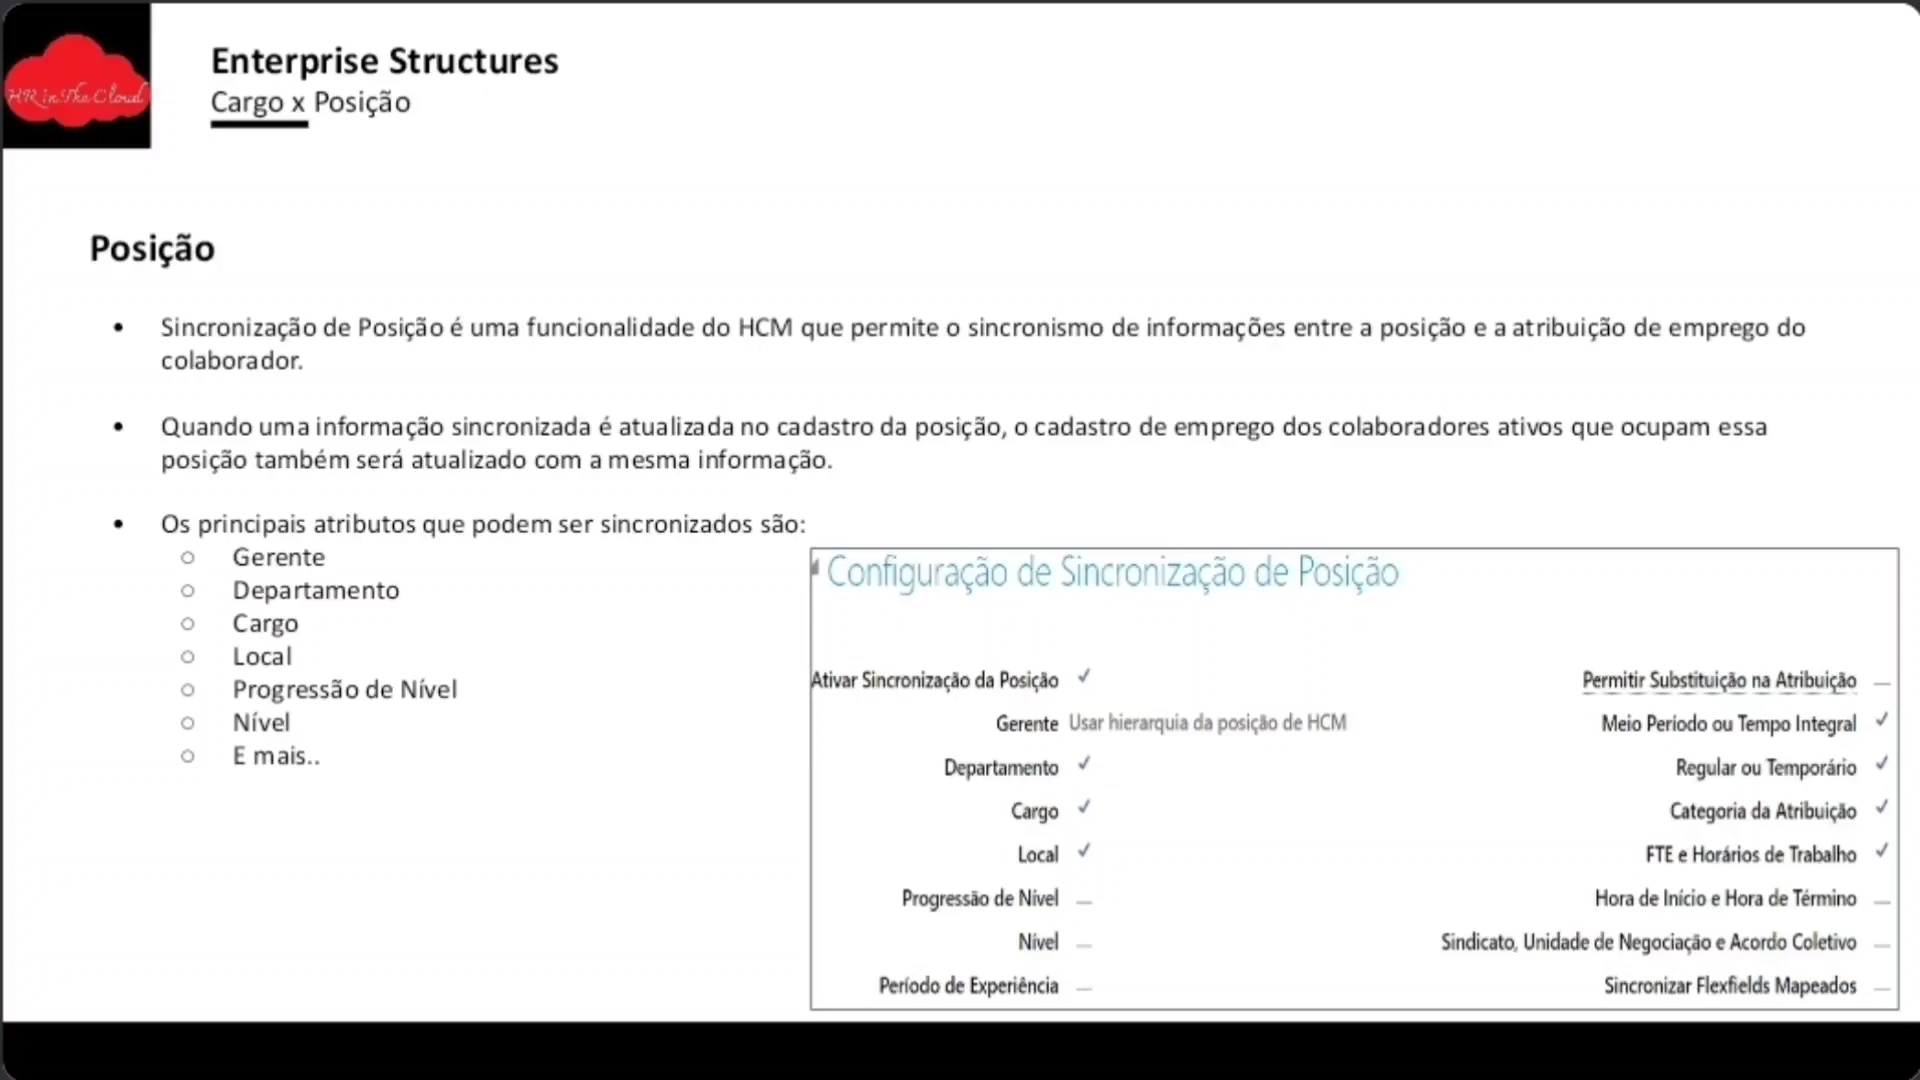 HR in The Cloud
Enterprise Structures
Cargo x Posição
Posição
• Sincronização de Posição é uma funcionalidade do HCM que permite o sincronismo de informações entre a posição e a atribuição de emprego do
colaborador.
• Quando uma informação sincronizada é atualizada no cadastro da posição, o cadastro de emprego dos colaboradores ativos que ocupam essa
posição também será atualizado com a mesma informação.
• Os principais atributos que podem ser sincronizados são:
○ Gerente
○ Departamento
○ Cargo
○ Local
○ Progressão de Nível
○ Nível
○ E mais..
Configuração de Sincronização de Posição
Ativar Sincronização da Posição ✓
Gerente Usar hierarquia da posição de HCM
Departamento ✓
Cargo ✓
Local ✓
Progressão de Nível —
Nível —
Período de Experiência —
Permitir Substituição na Atribuição —
Meio Período ou Tempo Integral ✓
Regular ou Temporário ✓
Categoria da Atribuição ✓
FTE e Horários de Trabalho ✓
Hora de Início e Hora de Término —
Sindicato, Unidade de Negociação e Acordo Coletivo —
Sincronizar Flexfields Mapeados —